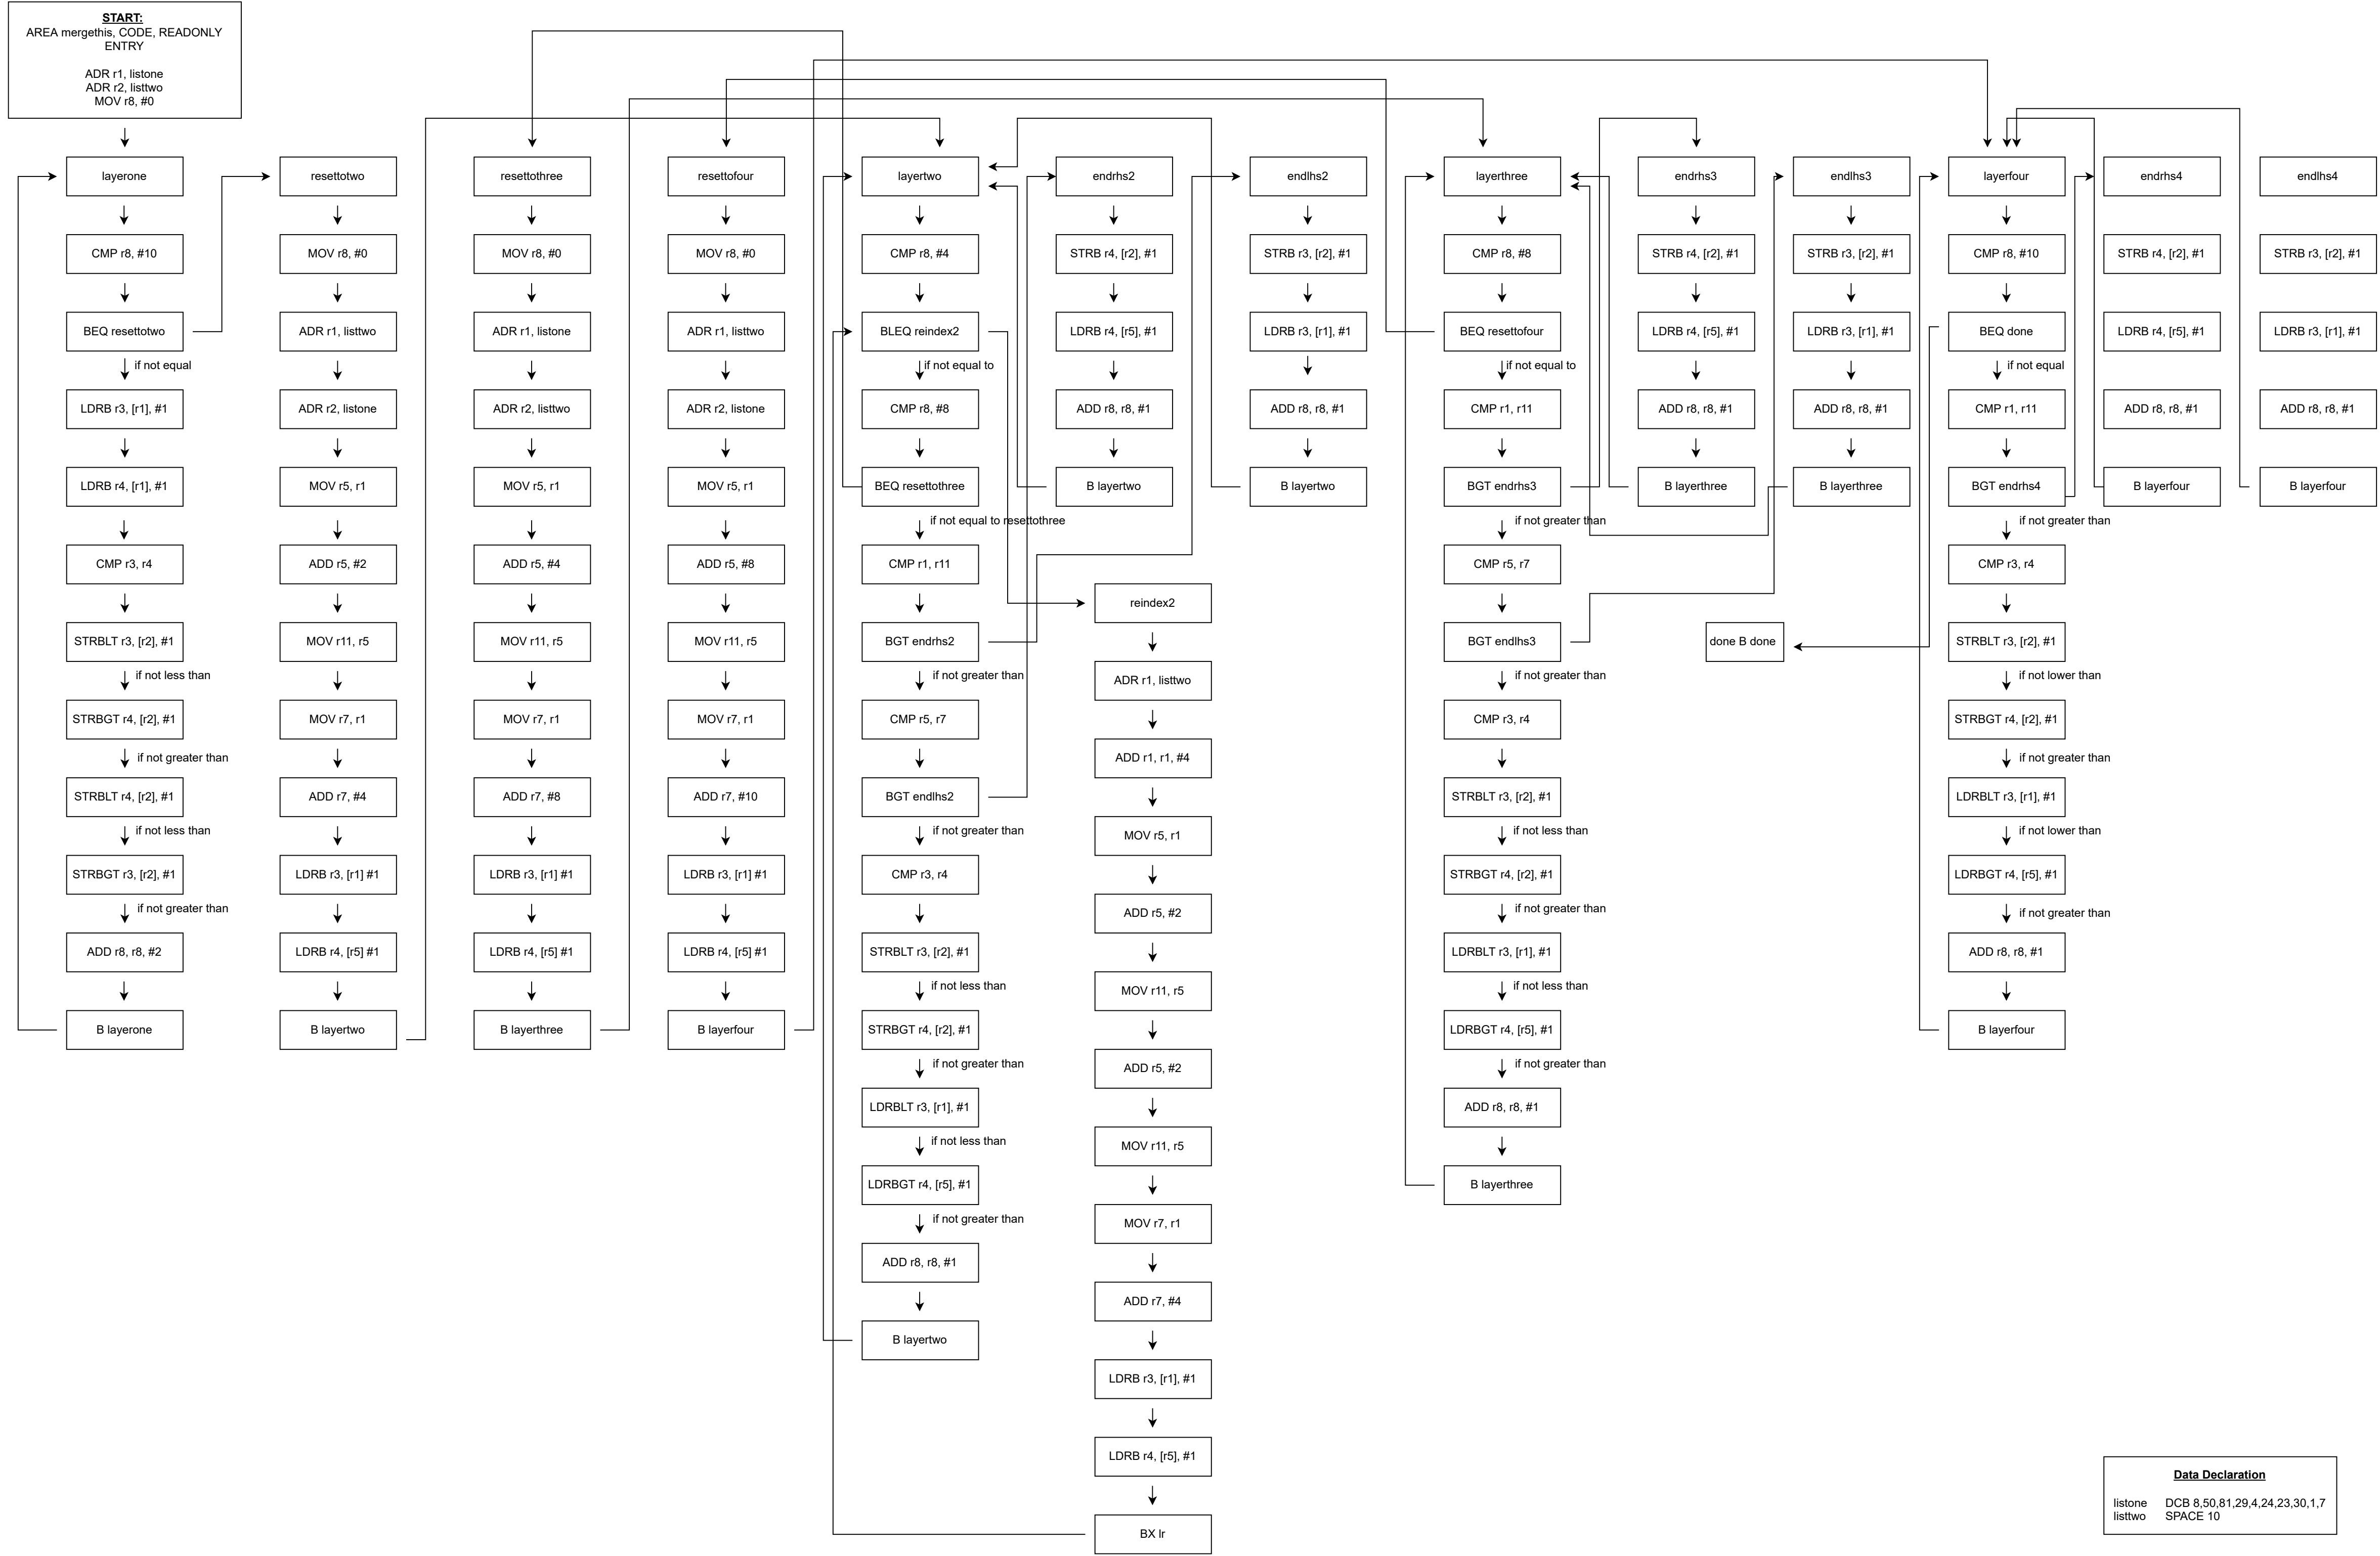 START:
AREA mergethis, CODE, READONLY
ENTRY
ADR r1, listone
ADR r2, listtwo
MOV r8, #0
layerone
CMP r8, #10
BEQ resettotwo
if not equal
LDRB r3, [r1], #1
LDRB r4, [r1], #1
CMP r3, r4
STRBLT r3, [r2], #1
if not less than
STRBGT r4, [r2], #1
if not greater than
STRBLT r4, [r2], #1
if not less than
STRBGT r3, [r2], #1
if not greater than
ADD r8, r8, #2
B layerone
resettotwo
MOV r8, #0
ADR r1, listtwo
ADR r2, listone
MOV r5, r1
ADD r5, #2
MOV r11, r5
MOV r7, r1
ADD r7, #4
LDRB r3, [r1] #1
LDRB r4, [r5] #1
B layertwo
resettothree
MOV r8, #0
ADR r1, listone
ADR r2, listtwo
MOV r5, r1
ADD r5, #4
MOV r11, r5
MOV r7, r1
ADD r7, #8
LDRB r3, [r1] #1
LDRB r4, [r5] #1
B layerthree
resettofour
MOV r8, #0
ADR r1, listtwo
ADR r2, listone
MOV r5, r1
ADD r5, #8
MOV r11, r5
MOV r7, r1
ADD r7, #10
LDRB r3, [r1] #1
LDRB r4, [r5] #1
B layerfour
layertwo
CMP r8, #4
BLEQ reindex2
if not equal to
CMP r8, #8
BEQ resettothree
if not equal to resettothree
CMP r1, r11
BGT endrhs2
if not greater than
CMP r5, r7
BGT endlhs2
if not greater than
CMP r3, r4
STRBLT r3, [r2], #1
if not less than
STRBGT r4, [r2], #1
if not greater than
LDRBLT r3, [r1], #1
if not less than
LDRBGT r4, [r5], #1
if not greater than
ADD r8, r8, #1
B layertwo
endrhs2
STRB r4, [r2], #1
LDRB r4, [r5], #1
ADD r8, r8, #1
B layertwo
reindex2
ADR r1, listtwo
ADD r1, r1, #4
MOV r5, r1
ADD r5, #2
MOV r11, r5
ADD r5, #2
MOV r11, r5
MOV r7, r1
ADD r7, #4
LDRB r3, [r1], #1
LDRB r4, [r5], #1
BX lr
endlhs2
STRB r3, [r2], #1
LDRB r3, [r1], #1
ADD r8, r8, #1
B layertwo
layerthree
CMP r8, #8
BEQ resettofour
if not equal to
CMP r1, r11
BGT endrhs3
if not greater than
CMP r5, r7
BGT endlhs3
if not greater than
CMP r3, r4
STRBLT r3, [r2], #1
if not less than
STRBGT r4, [r2], #1
if not greater than
LDRBLT r3, [r1], #1
if not less than
LDRBGT r4, [r5], #1
if not greater than
ADD r8, r8, #1
B layerthree
endrhs3
STRB r4, [r2], #1
LDRB r4, [r5], #1
ADD r8, r8, #1
B layerthree
endlhs3
STRB r3, [r2], #1
LDRB r3, [r1], #1
ADD r8, r8, #1
B layerthree
done B done
layerfour
CMP r8, #10
BEQ done
if not equal
CMP r1, r11
BGT endrhs4
if not greater than
CMP r3, r4
STRBLT r3, [r2], #1
if not lower than
STRBGT r4, [r2], #1
if not greater than
LDRBLT r3, [r1], #1
if not lower than
LDRBGT r4, [r5], #1
if not greater than
ADD r8, r8, #1
B layerfour
endrhs4
STRB r4, [r2], #1
LDRB r4, [r5], #1
ADD r8, r8, #1
B layerfour
endlhs4
STRB r3, [r2], #1
LDRB r3, [r1], #1
ADD r8, r8, #1
B layerfour
Data Declaration
listone DCB 8,50,81,29,4,24,23,30,1,7
listtwo SPACE 10